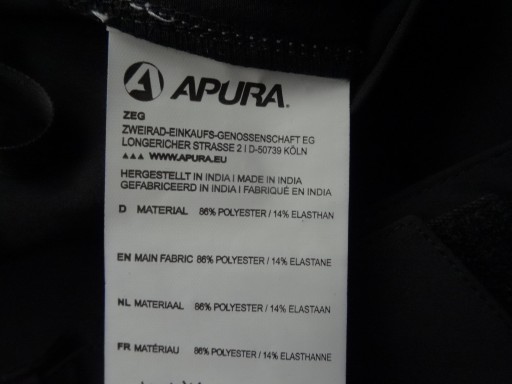 APURA®
ZEG
ZWEIRAD-EINKAUFS-GENOSSENSCHAFT EG
LONGERICHER STRASSE 2 I D-50739 KÖLN
▲▲▲ WWW.APURA.EU
HERGESTELLT IN INDIA I MADE IN INDIA
GEFABRICEERD IN INDIA I FABRIQUÉ EN INDIA
D MATERIAL 86% POLYESTER / 14% ELASTHAN
EN MAIN FABRIC 86% POLYESTER / 14% ELASTANE
NL MATERIAAL 86% POLYESTER / 14% ELASTAAN
FR MATÉRIAU 86% POLYESTER / 14% ELASTHANNE